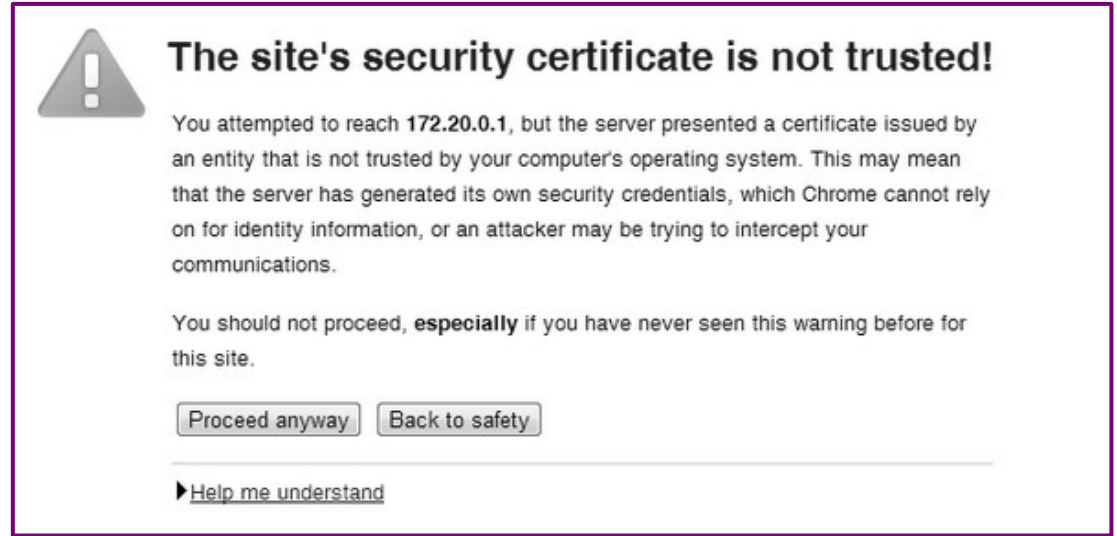 The site's security certificate is not trusted!
You attempted to reach 172.20.0.1, but the server presented a certificate issued by
an entity that is not trusted by your computer's operating system. This may mean
that the server has generated its own security credentials, which Chrome cannot rely
on for identity information, or an attacker may be trying to intercept your
communications.
You should not proceed, especially if you have never seen this warning before for
this site.
Proceed anyway Back to safety
Help me understand